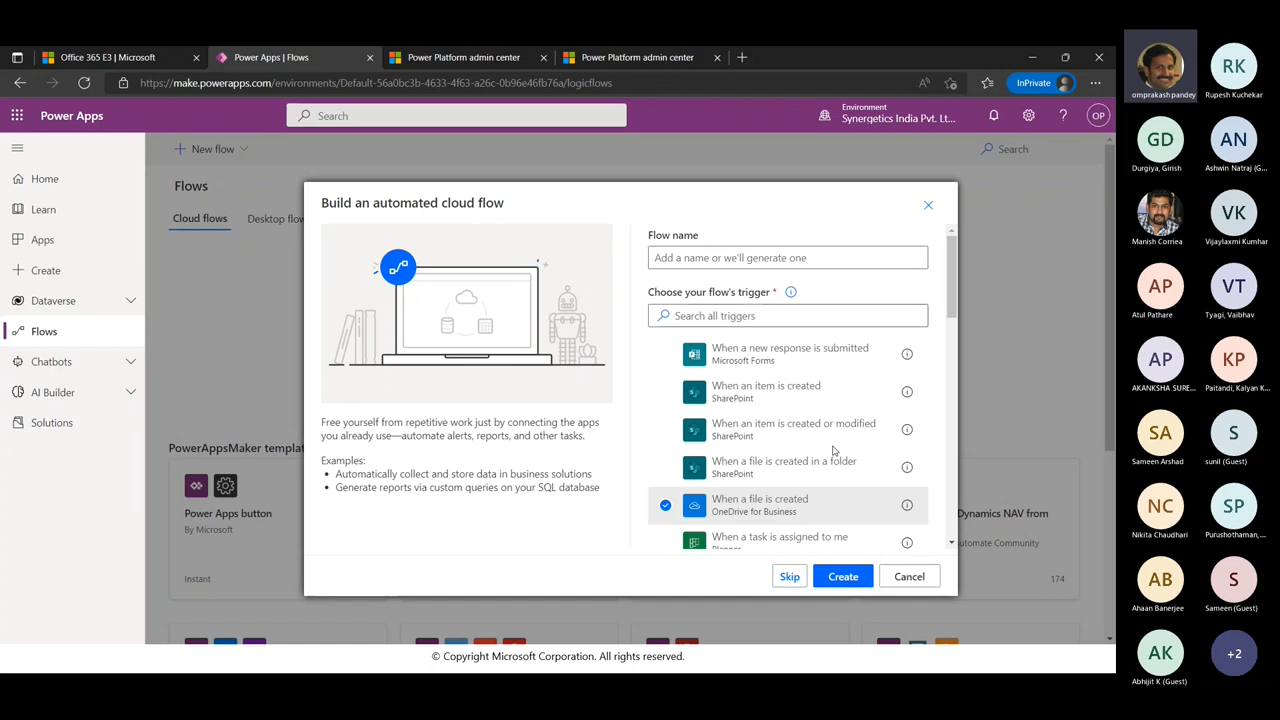 Office 365 E3 | Microsoft
Power Apps | Flows
Power Platform admin center
Power Platform admin center
https://make.powerapps.com/environments/Default-56a0bc3b-4633-4f63-a26c-0b96e46fb76a/logicflows
InPrivate
Power Apps
Search
Environment
Synergetics India Pvt. Lt...
OP
Home
Learn
Apps
Create
Dataverse
Flows
Chatbots
AI Builder
Solutions
New flow
Search
Flows
Cloud flows
Desktop flow
PowerAppsMaker templat
Power Apps button
By Microsoft
Instant
Dynamics NAV from
utomate Community
174
Build an automated cloud flow
Free yourself from repetitive work just by connecting the apps
you already use—automate alerts, reports, and other tasks.
Examples:
• Automatically collect and store data in business solutions
• Generate reports via custom queries on your SQL database
Flow name
Add a name or we'll generate one
Choose your flow's trigger *
Search all triggers
When a new response is submitted
Microsoft Forms
When an item is created
SharePoint
When an item is created or modified
SharePoint
When a file is created in a folder
SharePoint
When a file is created
OneDrive for Business
When a task is assigned to me
Planner
Skip
Create
Cancel
© Copyright Microsoft Corporation. All rights reserved.
omprakash pandey
RK
Rupesh Kuchekar
GD
Durgiya, Girish
AN
Ashwin Natraj (G...
Manish Corriea
VK
Vijaylaxmi Kumhar
AP
Atul Pathare
VT
Tyagi, Vaibhav
AP
AKANKSHA SURE...
KP
Paitandi, Kalyan K...
SA
Sameen Arshad
S
sunil (Guest)
NC
Nikita Chaudhari
SP
Purushothaman, ...
AB
Ahaan Banerjee
S
Sameen (Guest)
AK
Abhijit K (Guest)
+2